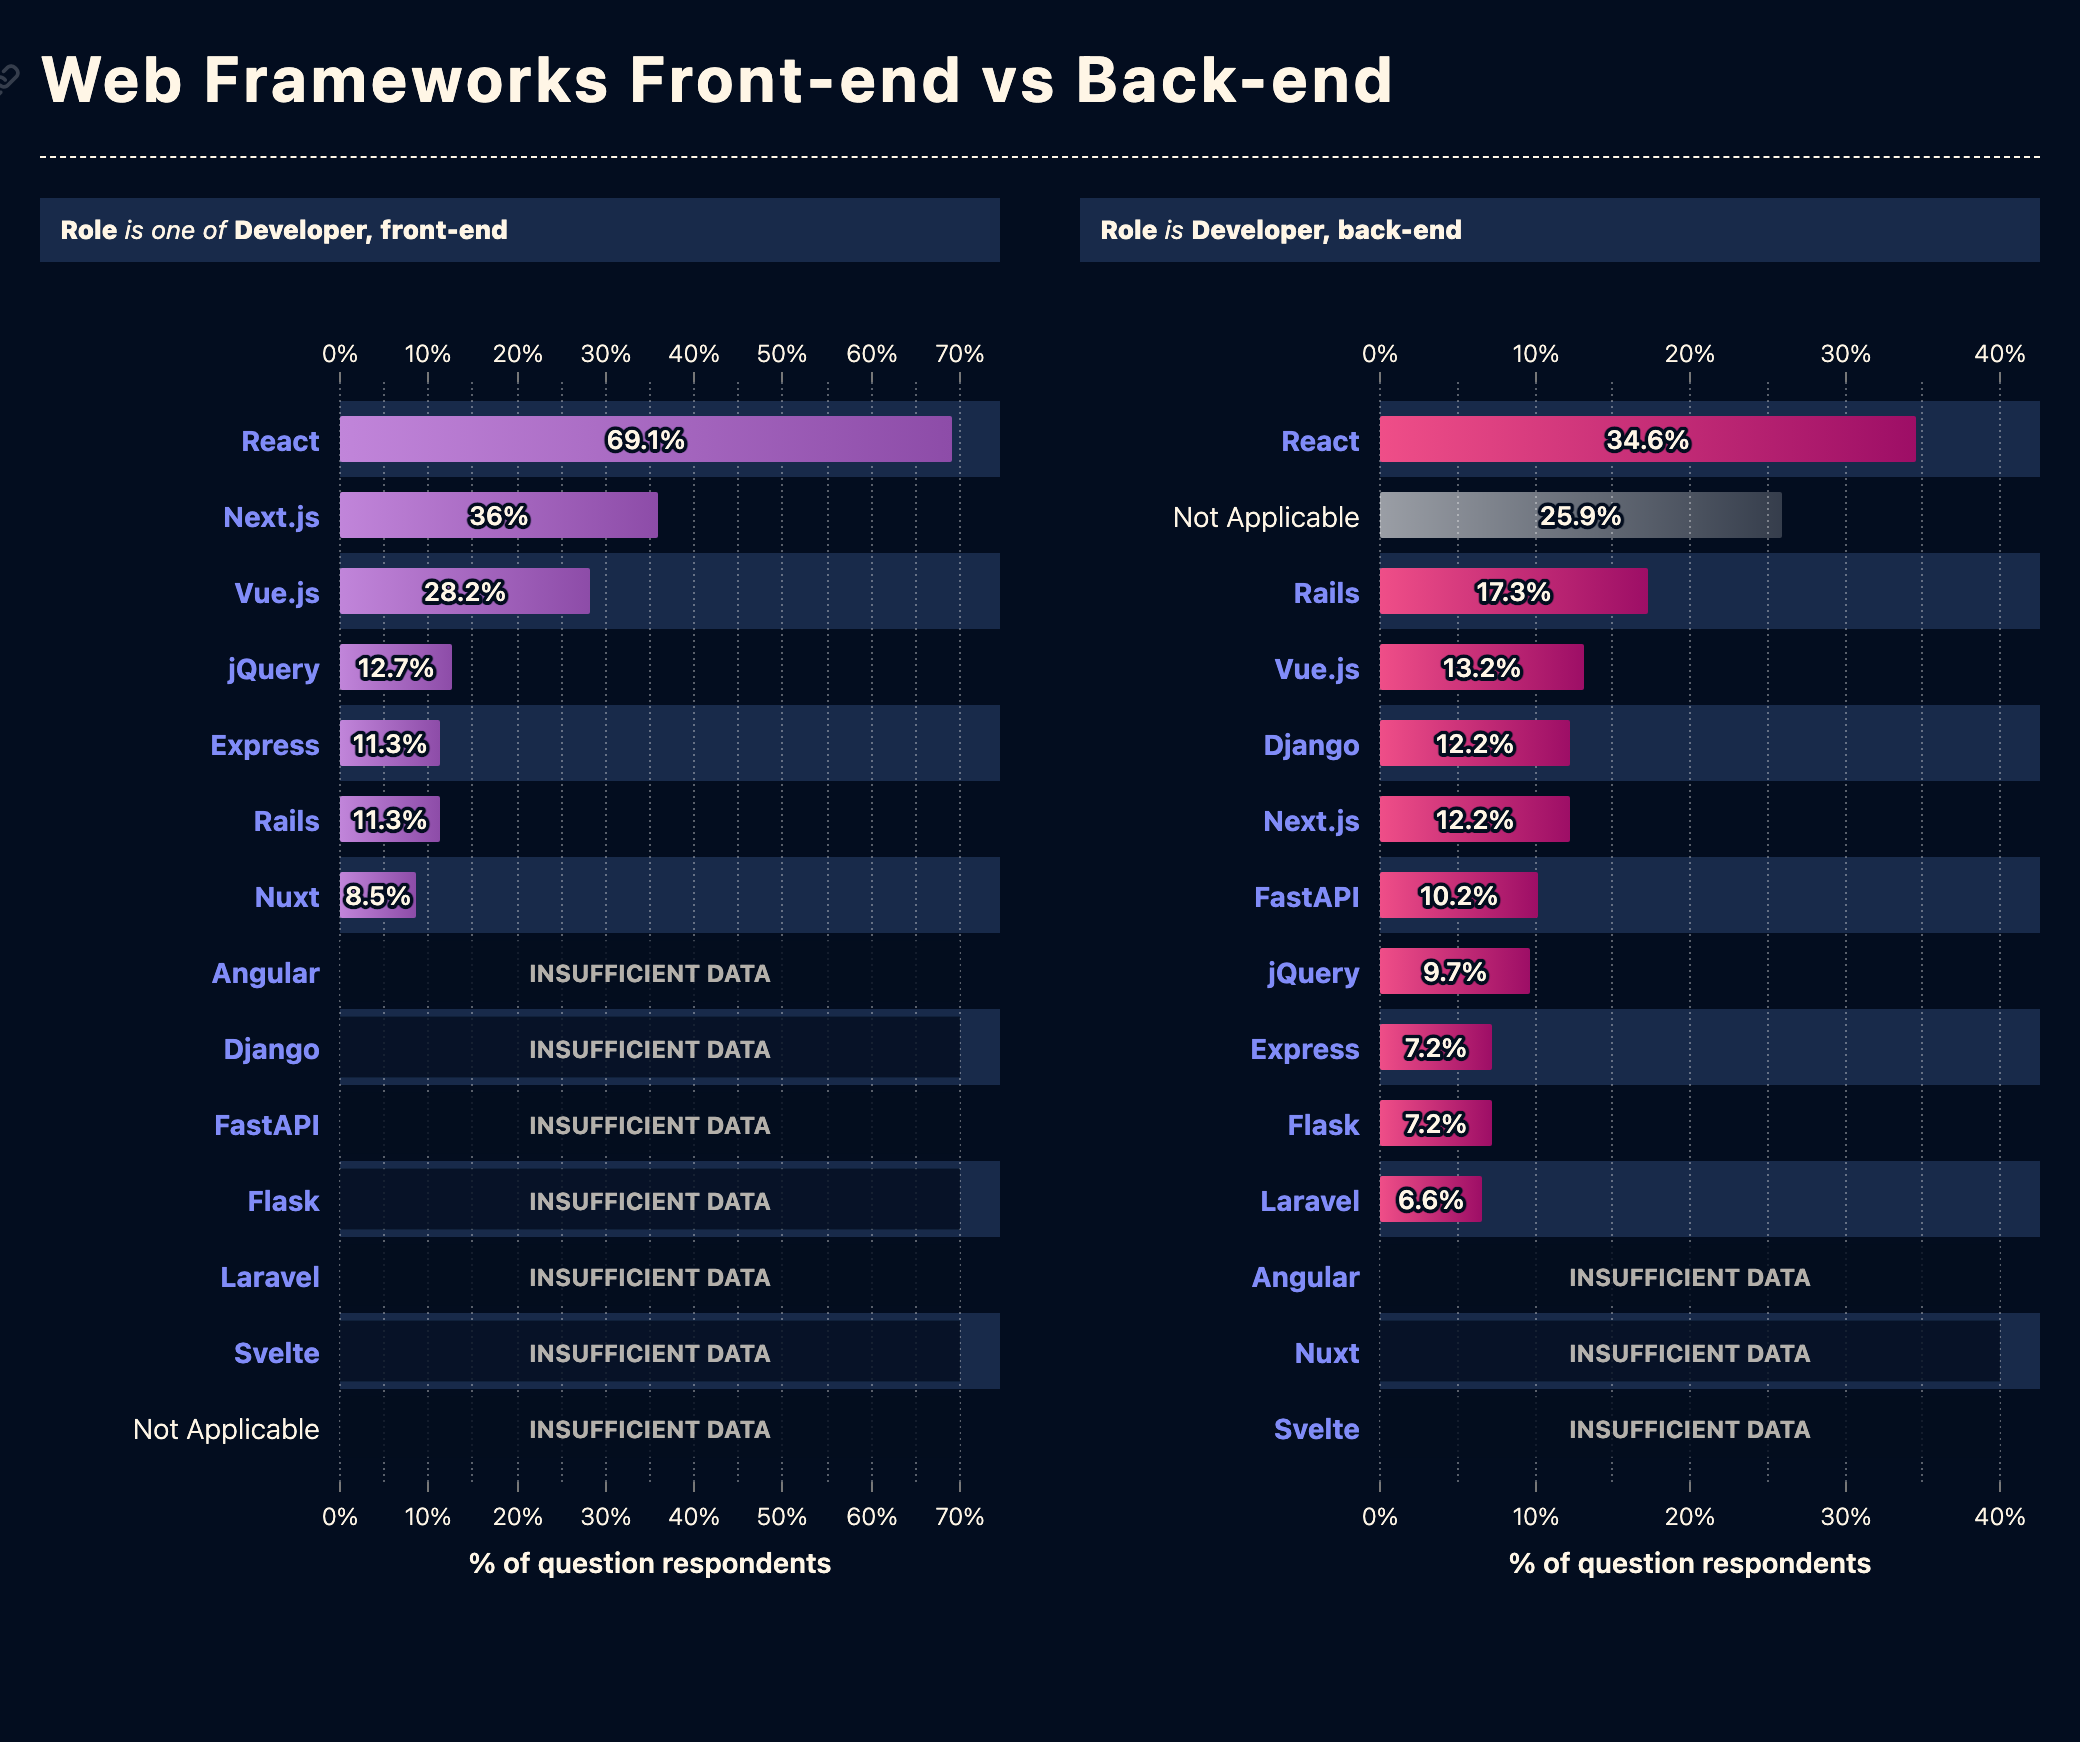 Web Frameworks Front-end vs Back-end
Role is one of Developer, front-end
0% 10% 20% 30% 40% 50% 60% 70%
React 69.1%
Next.js 36%
Vue.js 28.2%
jQuery 12.7%
Express 11.3%
Rails 11.3%
Nuxt 8.5%
Angular INSUFFICIENT DATA
Django INSUFFICIENT DATA
FastAPI INSUFFICIENT DATA
Flask INSUFFICIENT DATA
Laravel INSUFFICIENT DATA
Svelte INSUFFICIENT DATA
Not Applicable INSUFFICIENT DATA
0% 10% 20% 30% 40% 50% 60% 70%
% of question respondents
Role is Developer, back-end
0% 10% 20% 30% 40%
React 34.6%
Not Applicable 25.9%
Rails 17.3%
Vue.js 13.2%
Django 12.2%
Next.js 12.2%
FastAPI 10.2%
jQuery 9.7%
Express 7.2%
Flask 7.2%
Laravel 6.6%
Angular INSUFFICIENT DATA
Nuxt INSUFFICIENT DATA
Svelte INSUFFICIENT DATA
0% 10% 20% 30% 40%
% of question respondents